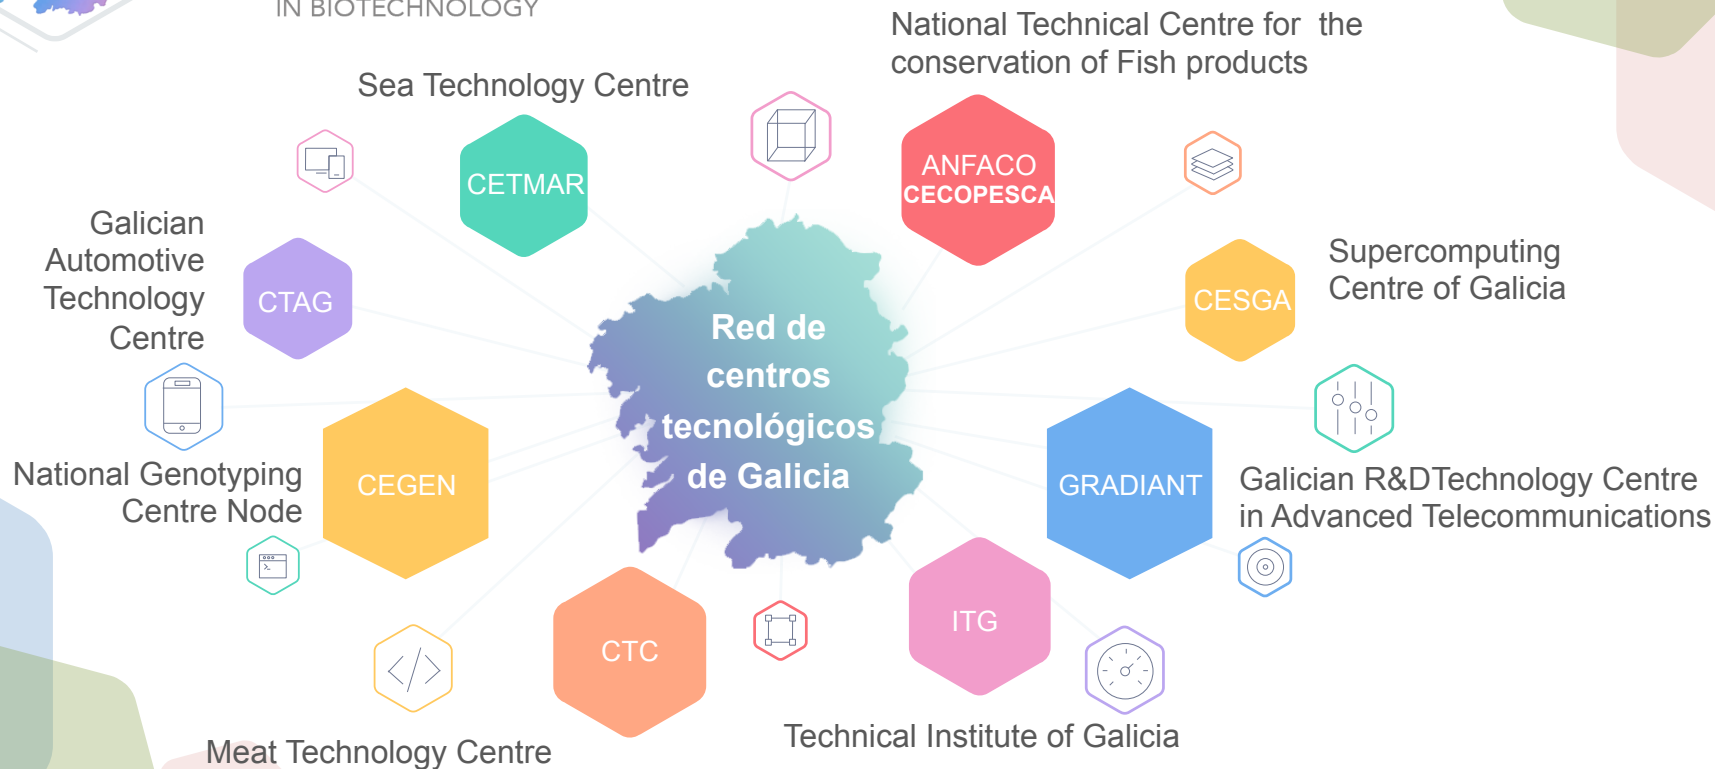 IN BIOTECHNOLOGY
National Technical Centre for the
conservation of Fish products
Sea Technology Centre
CETMAR
ANFACO
CECOPESCA
Galician
Automotive
Technology
Centre
CTAG
Supercomputing
Centre of Galicia
CESGA
Red de
centros
tecnológicos
de Galicia
National Genotyping
Centre Node
CEGEN
GRADIANT
Galician R&DTechnology Centre
in Advanced Telecommunications
CTC
ITG
Meat Technology Centre
Technical Institute of Galicia